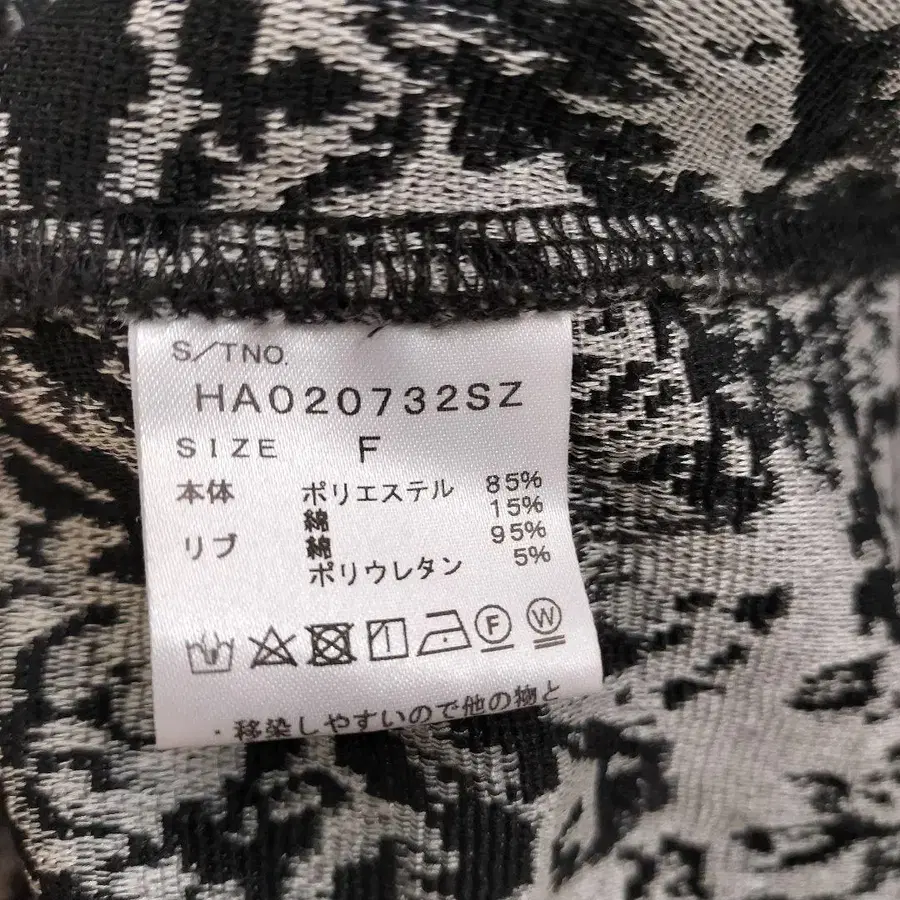 S/TNO.
HA020732SZ
SIZE F
本体 ポリエステル 85%
綿 15%
リブ 綿 95%
ポリウレタン 5%
F W
・移染しやすいので他の物と